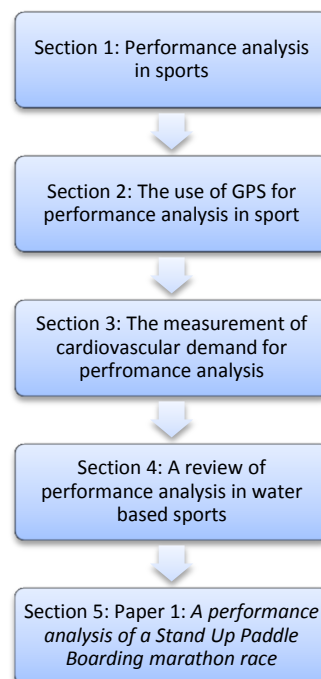 Section 1: Performance analysis
in sports
Section 2: The use of GPS for
performance analysis in sport
Section 3: The measurement of
cardiovascular demand for
perfromance analysis
Section 4: A review of
performance analysis in water
based sports
Section 5: Paper 1: A performance
analysis of a Stand Up Paddle
Boarding marathon race